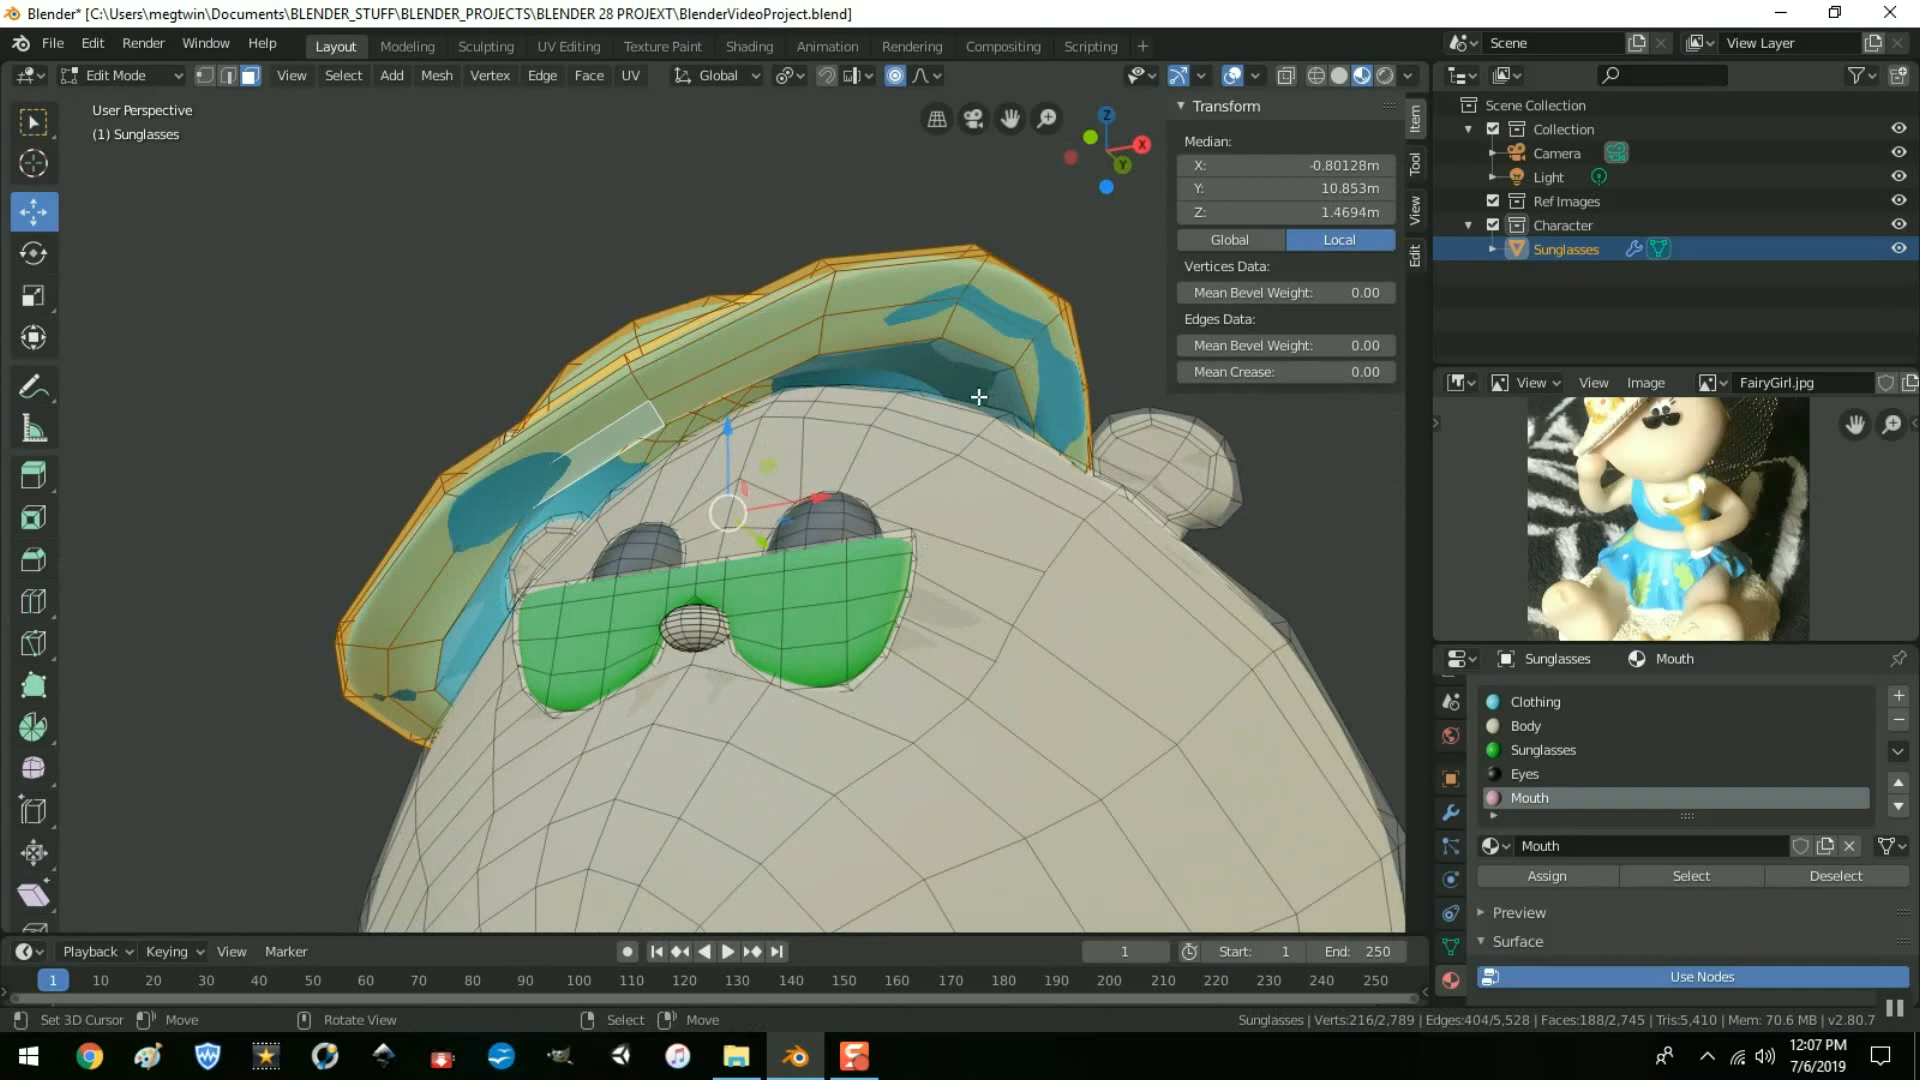 Blender* [C:\Users\megtwin\Documents\BLENDER_STUFF\BLENDER_PROJECTS\BLENDER 28 PROJEXT\BlenderVideoProject.blend]
File Edit Render Window Help Layout Modeling Sculpting UV Editing Texture Paint Shading Animation Rendering Compositing Scripting + Scene View Layer
Edit Mode View Select Add Mesh Vertex Edge Face UV Global
User Perspective
(1) Sunglasses
Z
X
Y
Transform
Median:
X: -0.80128m
Y: 10.853m
Z: 1.4694m
Global Local
Vertices Data:
Mean Bevel Weight: 0.00
Edges Data:
Mean Bevel Weight: 0.00
Mean Crease: 0.00
Item
Tool
View
Edit
Scene Collection
Collection
Camera
Light
Ref Images
Character
Sunglasses
View View Image FairyGirl.jpg
Sunglasses Mouth
Clothing
Body
Sunglasses
Eyes
Mouth
Mouth
Assign Select Deselect
Preview
Surface
Use Nodes
Playback Keying View Marker 1 Start: 1 End: 250
1 10 20 30 40 50 60 70 80 90 100 110 120 130 140 150 160 170 180 190 200 210 220 230 240 250
Set 3D Cursor Move Rotate View Select Move Sunglasses | Verts:216/2,789 | Edges:404/5,528 | Faces:188/2,745 | Tris:5,410 | Mem: 70.6 MB | v2.80.7
12:07 PM
7/6/2019